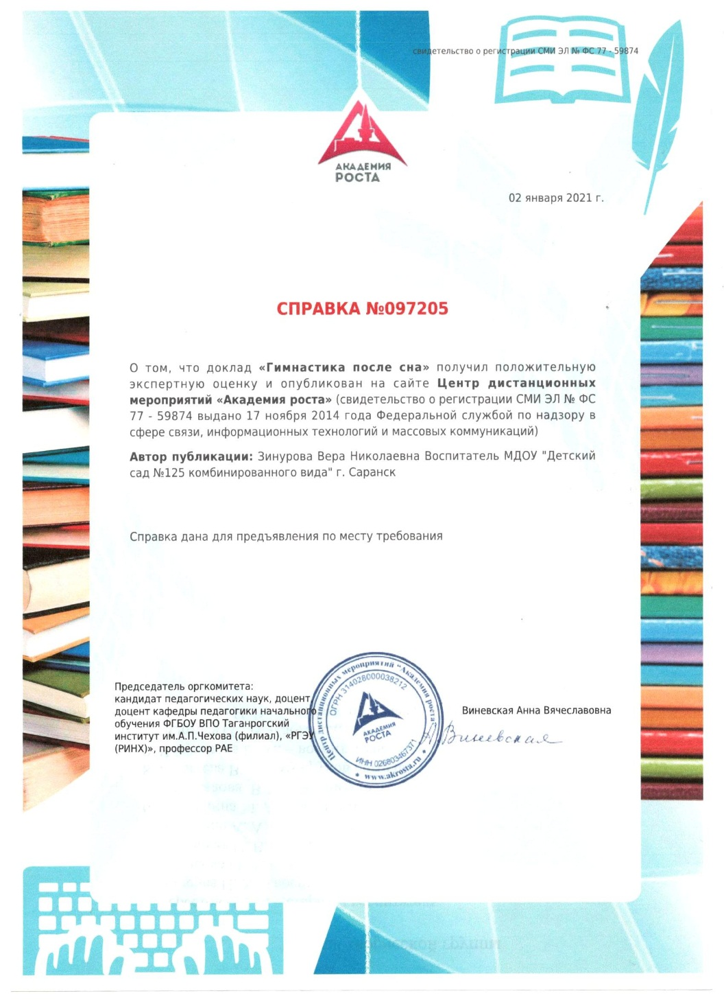 свидетельство о регистрации СМИ ЭЛ № ФС 77 - 59874
АКАДЕМИЯ
РОСТА
02 января 2021 г.
СПРАВКА №097205
О том, что доклад «Гимнастика после сна» получил положительную
экспертную оценку и опубликован на сайте Центр дистанционных
мероприятий «Академия роста» (свидетельство о регистрации СМИ ЭЛ № ФС
77 - 59874 выдано 17 ноября 2014 года Федеральной службой по надзору в
сфере связи, информационных технологий и массовых коммуникаций)
Автор публикации: Зинурова Вера Николаевна Воспитатель МДОУ "Детский
сад №125 комбинированного вида" г. Саранск
Справка дана для предъявления по месту требования
Председатель оргкомитета:
кандидат педагогических наук, доцент,
доцент кафедры педагогики начального
обучения ФГБОУ ВПО Таганрогский
институт им.А.П.Чехова (филиал), «РГЭУ
(РИНХ)», профессор РАЕ
Центр дистанционных мероприятий "Академия роста"
ОГРН 314028000038212
АКАДЕМИЯ
РОСТА
ИНН 026803467371
www.akrosta.ru
Виневская Анна Вячеславовна
А.Виневская